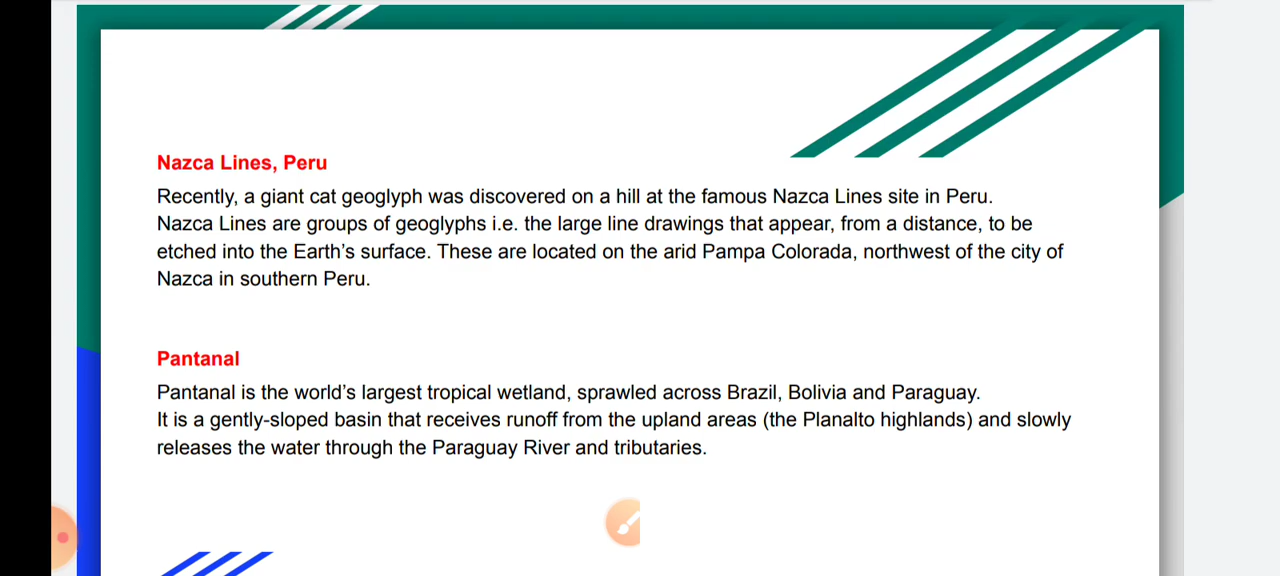 Nazca Lines, Peru
Recently, a giant cat geoglyph was discovered on a hill at the famous Nazca Lines site in Peru.
Nazca Lines are groups of geoglyphs i.e. the large line drawings that appear, from a distance, to be
etched into the Earth’s surface. These are located on the arid Pampa Colorada, northwest of the city of
Nazca in southern Peru.
Pantanal
Pantanal is the world’s largest tropical wetland, sprawled across Brazil, Bolivia and Paraguay.
It is a gently-sloped basin that receives runoff from the upland areas (the Planalto highlands) and slowly
releases the water through the Paraguay River and tributaries.